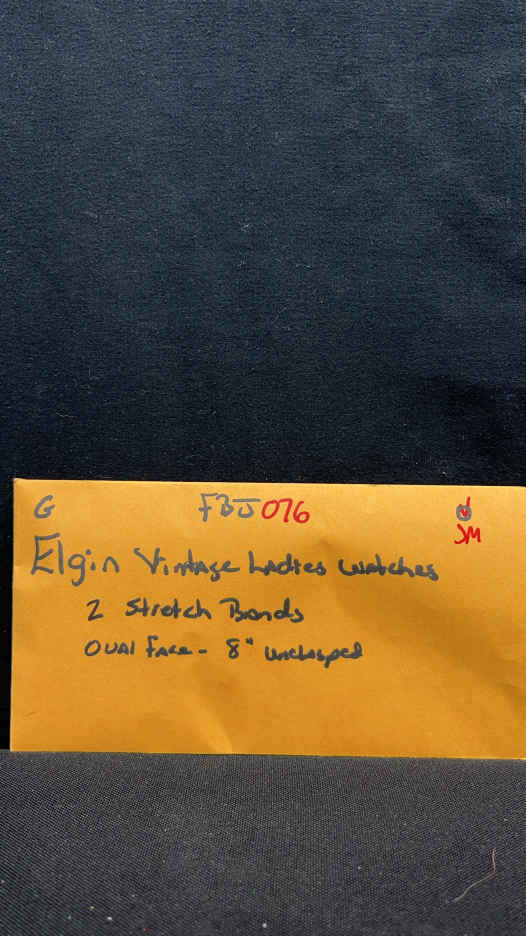 G FBJ076
JM
Elgin Vintage Ladies Watches
2 Stretch Bands
Oval Face - 8" unclasped